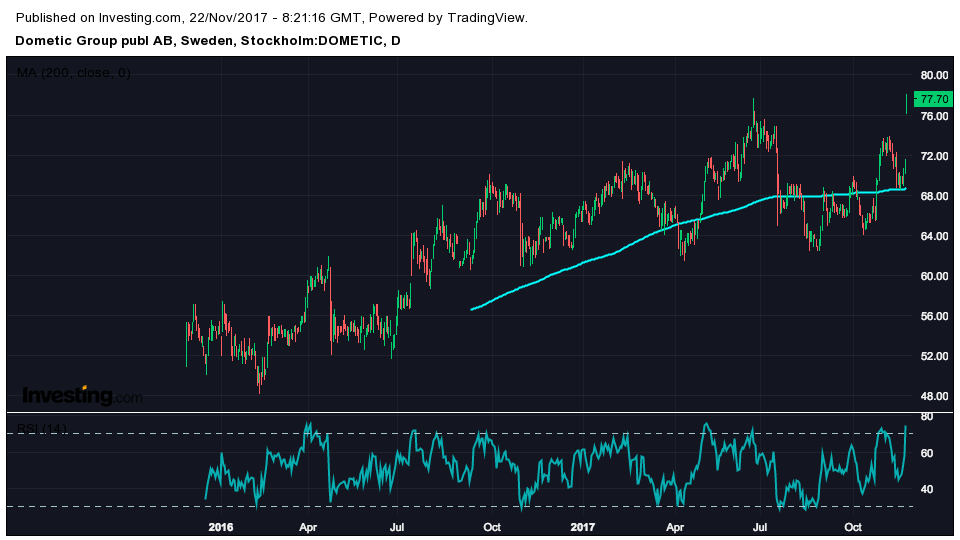 Published on Investing.com, 22/Nov/2017 - 8:21:16 GMT, Powered by TradingView.
Dometic Group publ AB, Sweden, Stockholm:DOMETIC, D
MA (200, close, 0)
80.00
77.70
76.00
72.00
68.00
64.00
60.00
56.00
52.00
48.00
Investing.com
RSI (14)
80
60
40
2016 Apr Jul Oct 2017 Apr Jul Oct